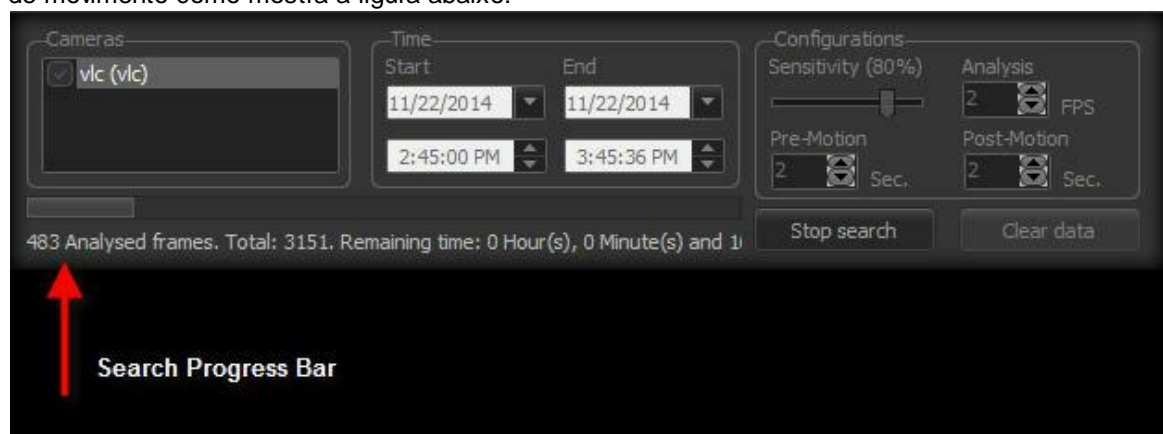 de movimento como mostra a figura abaixo:
Cameras
vlc (vlc)
Time
Start End
11/22/2014 11/22/2014
2:45:00 PM 3:45:36 PM
Configurations
Sensitivity (80%) Analysis
2 FPS
Pre-Motion Post-Motion
2 Sec. 2 Sec.
483 Analysed frames. Total: 3151. Remaining time: 0 Hour(s), 0 Minute(s) and
Stop search Clear data
Search Progress Bar